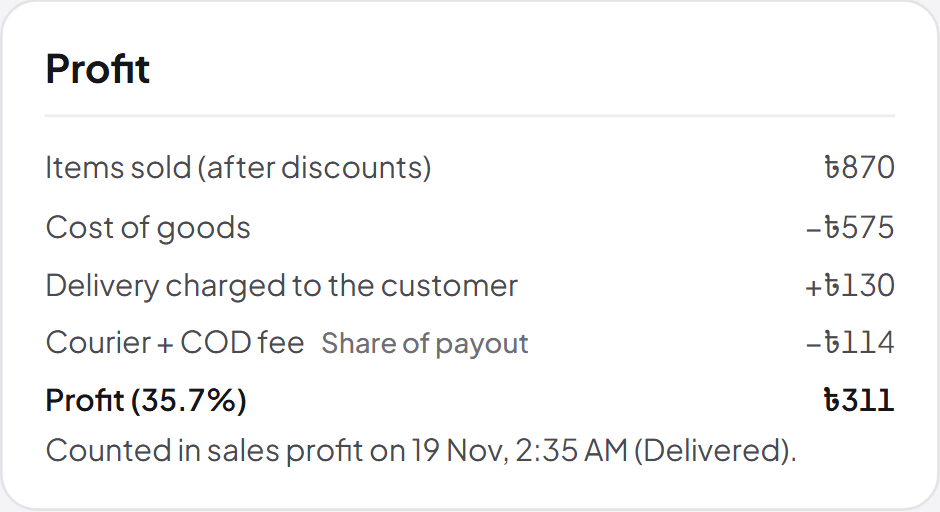 Profit
Items sold (after discounts) ৳870
Cost of goods −৳575
Delivery charged to the customer +৳130
Courier + COD fee Share of payout −৳114
Profit (35.7%) ৳311
Counted in sales profit on 19 Nov, 2:35 AM (Delivered).